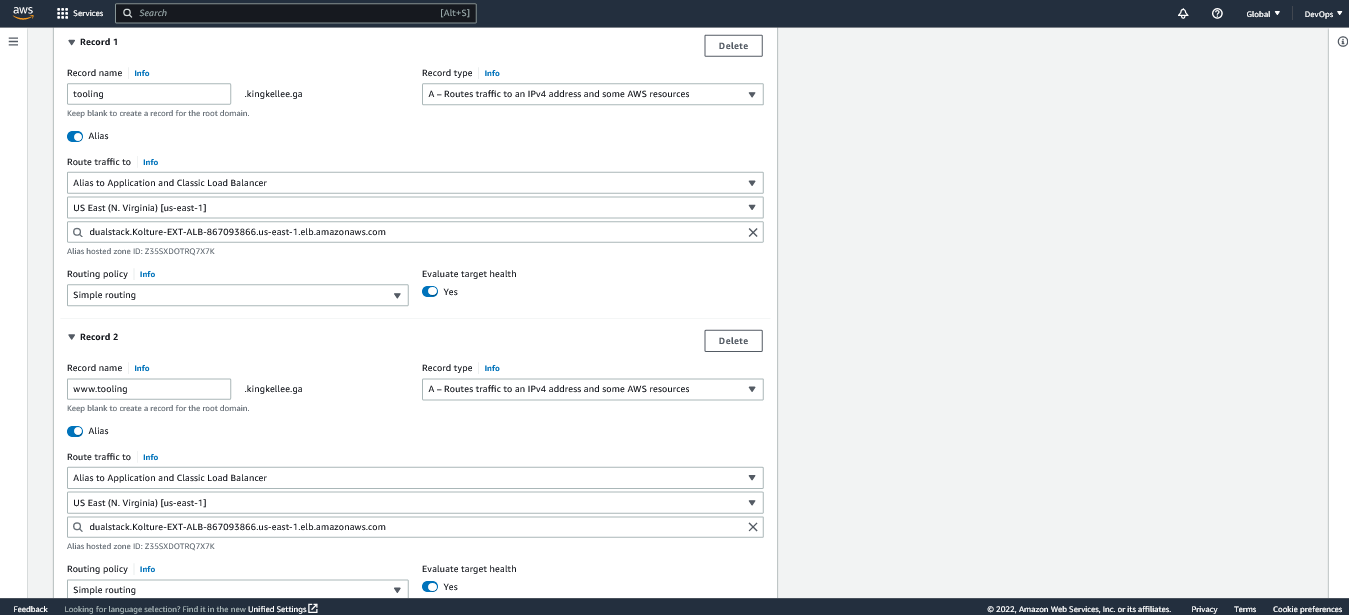 aws Services Search [Alt+S] Global DevOps
Record 1 Delete
Record name Info Record type Info
tooling .kingkellee.ga A – Routes traffic to an IPv4 address and some AWS resources
Keep blank to create a record for the root domain.
Alias
Route traffic to Info
Alias to Application and Classic Load Balancer
US East (N. Virginia) [us-east-1]
dualstack.Kolture-EXT-ALB-867093866.us-east-1.elb.amazonaws.com
Alias hosted zone ID: Z35SXDOTRQ7X7K
Routing policy Info Evaluate target health
Simple routing Yes
Record 2 Delete
Record name Info Record type Info
www.tooling .kingkellee.ga A – Routes traffic to an IPv4 address and some AWS resources
Keep blank to create a record for the root domain.
Alias
Route traffic to Info
Alias to Application and Classic Load Balancer
US East (N. Virginia) [us-east-1]
dualstack.Kolture-EXT-ALB-867093866.us-east-1.elb.amazonaws.com
Alias hosted zone ID: Z35SXDOTRQ7X7K
Routing policy Info Evaluate target health
Simple routing Yes
Feedback Looking for language selection? Find it in the new Unified Settings © 2022, Amazon Web Services, Inc. or its affiliates. Privacy Terms Cookie preferences